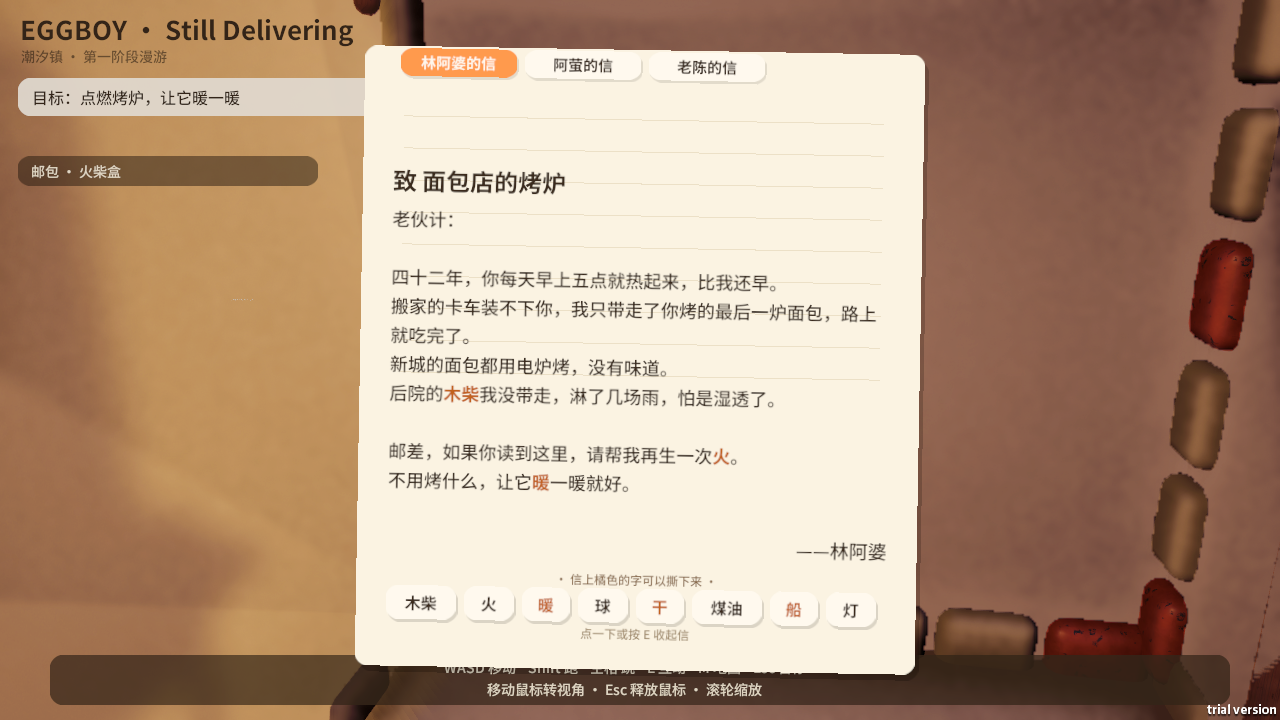 EGGBOY · Still Delivering
潮汐镇 · 第一阶段漫游
目标：点燃烤炉，让它暖一暖
邮包 · 火柴盒
林阿婆的信 阿萤的信 老陈的信
致 面包店的烤炉
老伙计：
四十二年，你每天早上五点就热起来，比我还早。
搬家的卡车装不下你，我只带走了你烤的最后一炉面包，路上
就吃完了。
新城的面包都用电炉烤，没有味道。
后院的木柴我没带走，淋了几场雨，怕是湿透了。
邮差，如果你读到这里，请帮我再生一次火。
不用烤什么，让它暖一暖就好。
——林阿婆
· 信上橘色的字可以撕下来 ·
木柴 火 暖 球 干 煤油 船 灯
点一下或按 E 收起信
移动鼠标转视角 · Esc 释放鼠标 · 滚轮缩放
trial version